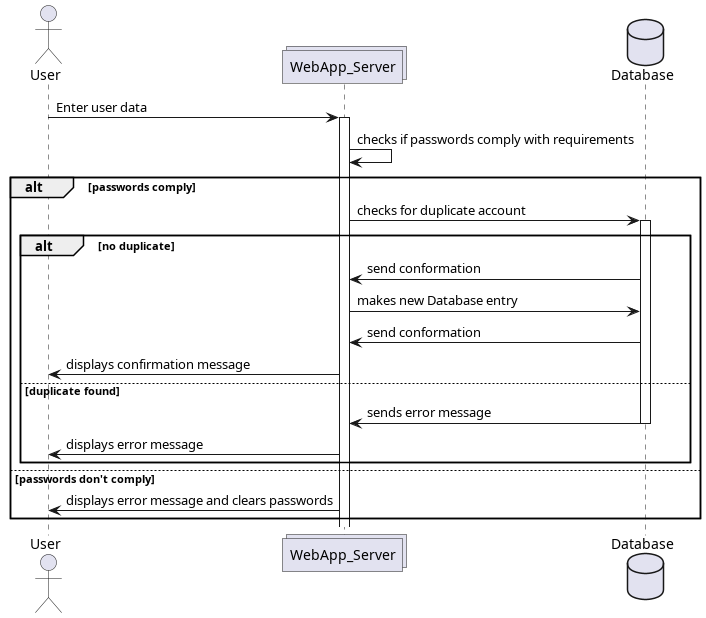 User
WebApp_Server
Database
Enter user data
checks if passwords comply with requirements
alt [passwords comply]
checks for duplicate account
alt [no duplicate]
send conformation
makes new Database entry
send conformation
displays confirmation message
[duplicate found]
sends error message
displays error message
[passwords don't comply]
displays error message and clears passwords
User
WebApp_Server
Database